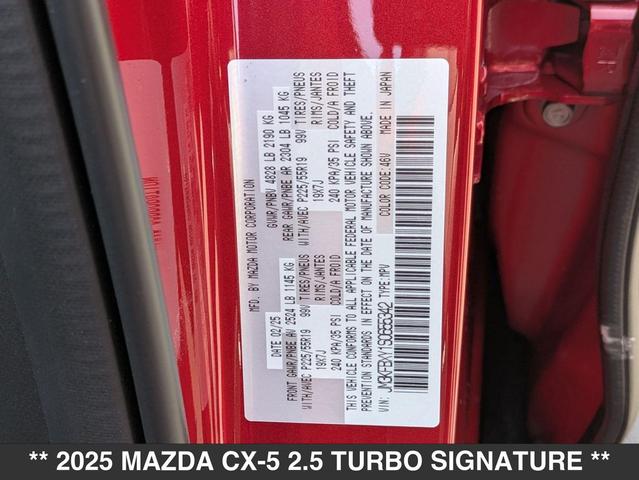 MFD. BY MAZDA MOTOR CORPORATION
DATE 02/25
GVWR/PNBV 4828 LB 2190 KG
FRONT GAWR/PNBE AV 2524 LB 1145 KG
REAR GAWR/PNBE AR 2304 LB 1045 KG
WITH/AVEC P225/55R19 99V TIRES/PNEUS
WITH/AVEC P225/55R19 99V TIRES/PNEUS
19X7J RIMS/JANTES
19X7J RIMS/JANTES
240 KPA/35 PSI COLD/A FROID
240 KPA/35 PSI COLD/A FROID
THIS VEHICLE CONFORMS TO ALL APPLICABLE FEDERAL MOTOR VEHICLE SAFETY AND THEFT
PREVENTION STANDARDS IN EFFECT ON THE DATE OF MANUFACTURE SHOWN ABOVE.
COLOR CODE:46V MADE IN JAPAN
VIN: TYPE:MPV
** 2025 MAZDA CX-5 2.5 TURBO SIGNATURE **